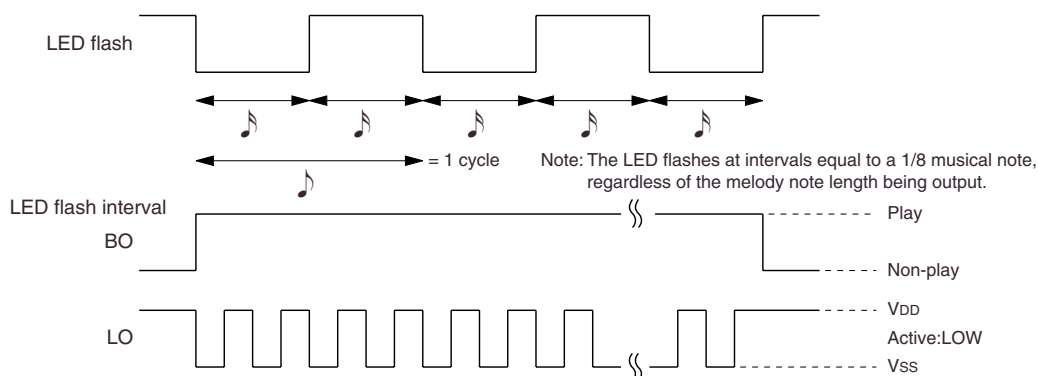 LED flash
= 1 cycle
Note: The LED flashes at intervals equal to a 1/8 musical note,
regardless of the melody note length being output.
LED flash interval
BO
Play
Non-play
LO
VDD
Active:LOW
VSS